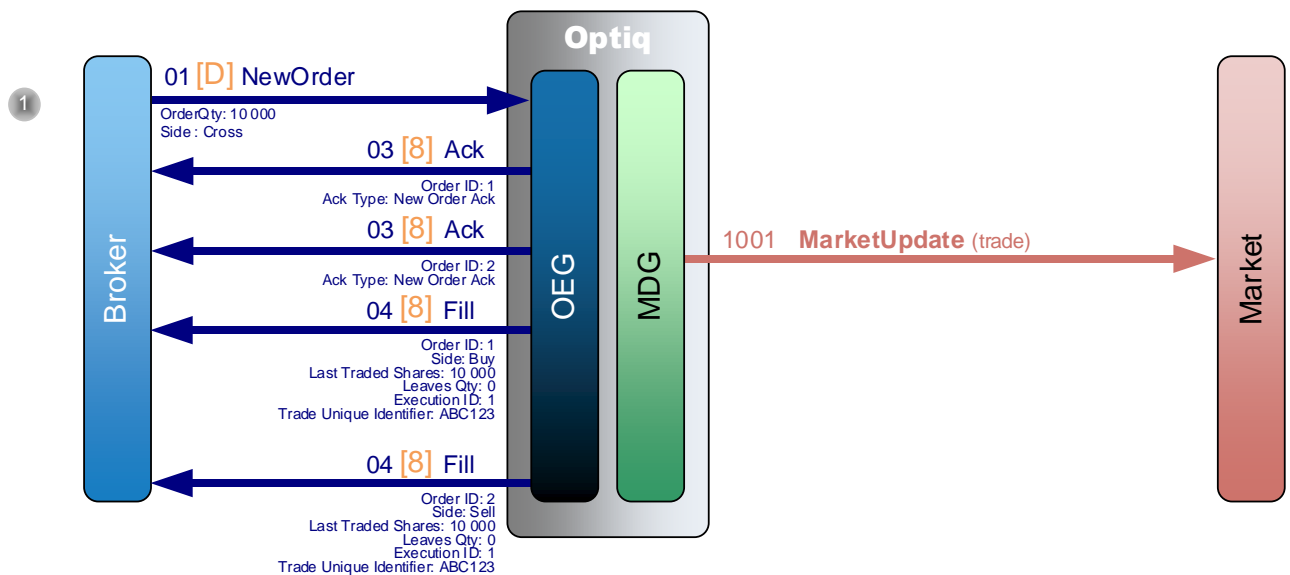 Optiq
1
01 [D] NewOrder
OrderQty: 10 000
Side : Cross
03 [8] Ack
Order ID: 1
Ack Type: New Order Ack
03 [8] Ack
Order ID: 2
Ack Type: New Order Ack
04 [8] Fill
Order ID: 1
Side: Buy
Last Traded Shares: 10 000
Leaves Qty: 0
Execution ID: 1
Trade Unique Identifier: ABC123
04 [8] Fill
Order ID: 2
Side: Sell
Last Traded Shares: 10 000
Leaves Qty: 0
Execution ID: 1
Trade Unique Identifier: ABC123
Broker
OEG
MDG
1001 MarketUpdate (trade)
Market